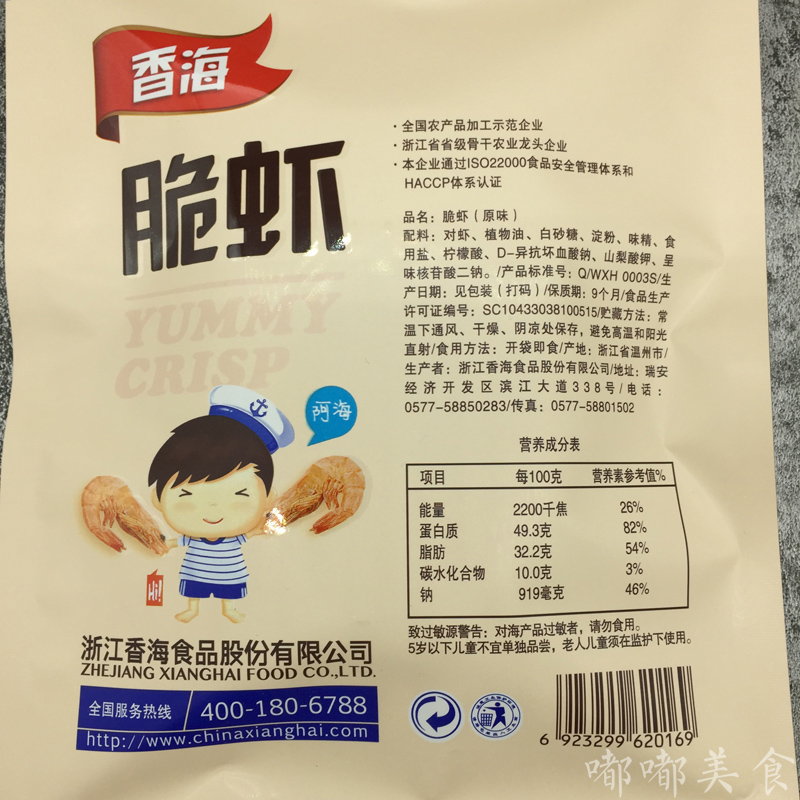 香海
脆虾
YUMMY
CRISP
阿海
Hi!
浙江香海食品股份有限公司
ZHEJIANG XIANGHAI FOOD CO.,LTD.
全国服务热线 400-180-6788
http://www.chinaxianghai.com
·全国农产品加工示范企业
·浙江省省级骨干农业龙头企业
·本企业通过ISO22000食品安全管理体系和
HACCP体系认证
品名：脆虾（原味）
配料：对虾、植物油、白砂糖、淀粉、味精、食
用盐、柠檬酸、D-异抗坏血酸钠、山梨酸钾、呈
味核苷酸二钠。/产品标准号：Q/WXH 0003S/生
产日期：见包装（打码）/保质期：9个月/食品生产
许可证编号：SC10433038100515/贮藏方法：常
温下通风、干燥、阴凉处保存，避免高温和阳光
直射/食用方法：开袋即食/产地：浙江省温州市/
生产者：浙江香海食品股份有限公司/地址：瑞安
经济开发区滨江大道338号/电话：
0577-58850283/传真：0577-58801502
营养成分表
项目 每100克 营养素参考值%
能量 2200千焦 26%
蛋白质 49.3克 82%
脂肪 32.2克 54%
碳水化合物 10.0克 3%
钠 919毫克 46%
致过敏源警告：对海产品过敏者，请勿食用。
5岁以下儿童不宜单独品尝，老人儿童须在监护下使用。
6 923299 620169
嘟嘟美食